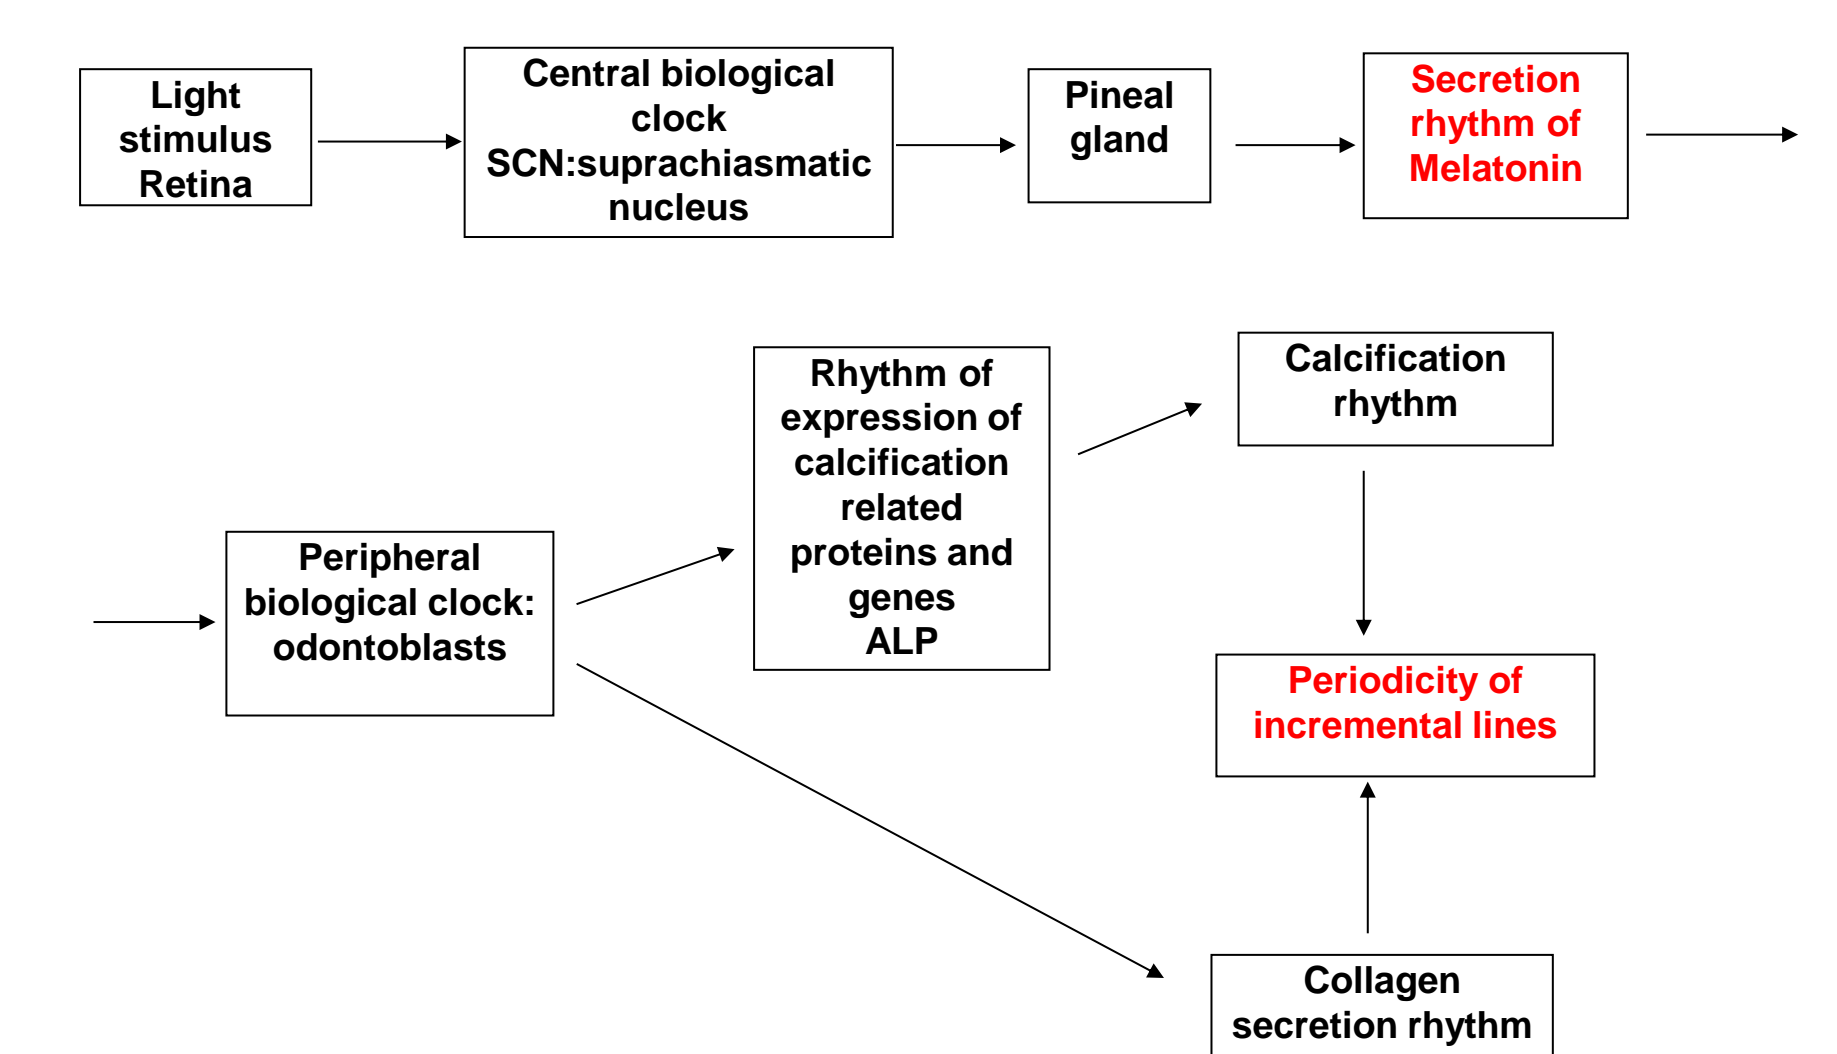 Light
stimulus
Retina
Central biological
clock
SCN:suprachiasmatic
nucleus
Pineal
gland
Secretion
rhythm of
Melatonin
Peripheral
biological clock:
odontoblasts
Rhythm of
expression of
calcification
related
proteins and
genes
ALP
Calcification
rhythm
Periodicity of
incremental lines
Collagen
secretion rhythm